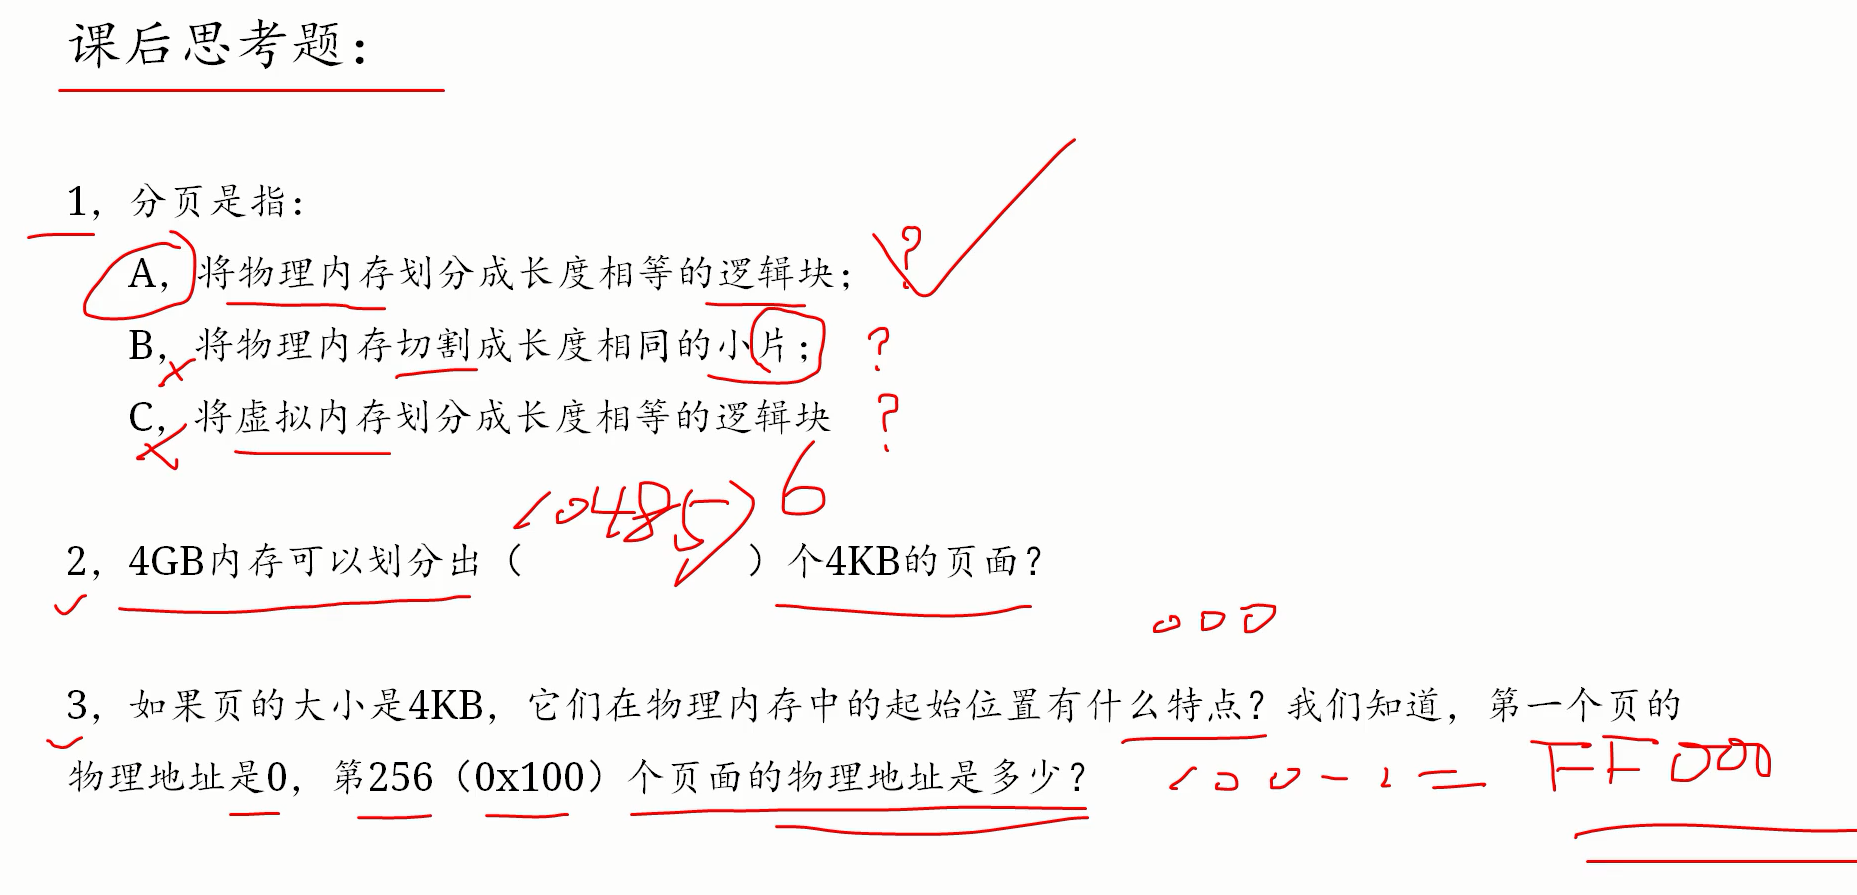 课后思考题：
1，分页是指：
A，将物理内存划分成长度相等的逻辑块；?
B，将物理内存切割成长度相同的小片；?
C，将虚拟内存划分成长度相等的逻辑块 ?
1048576
2，4GB内存可以划分出（ ）个4KB的页面？
000
3，如果页的大小是4KB，它们在物理内存中的起始位置有什么特点？我们知道，第一个页的
物理地址是0，第256（0x100）个页面的物理地址是多少？ 100-1= FF000